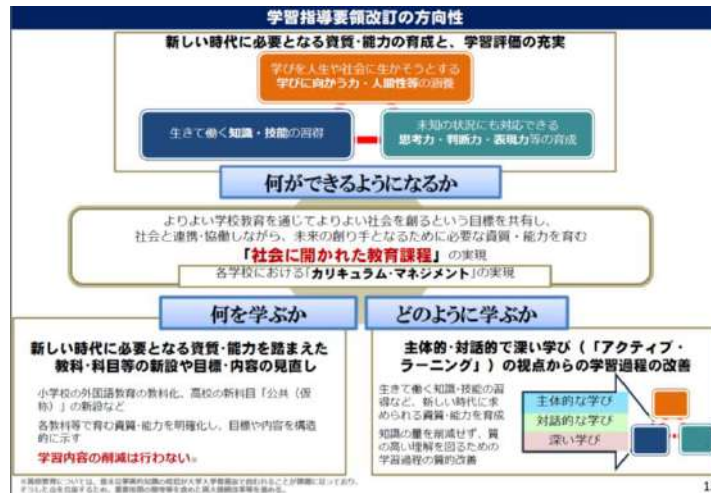 学習指導要領改訂の方向性
新しい時代に必要となる資質・能力の育成と、学習評価の充実
学びを人生や社会に生かそうとする
学びに向かう力・人間性等の涵養
生きて働く知識・技能の習得
未知の状況にも対応できる
思考力・判断力・表現力等の育成
何ができるようになるか
よりよい学校教育を通じてよりよい社会を創るという目標を共有し、
社会と連携・協働しながら、未来の創り手となるために必要な資質・能力を育む
「社会に開かれた教育課程」の実現
各学校における「カリキュラム・マネジメント」の実現
何を学ぶか
新しい時代に必要となる資質・能力を踏まえた
教科・科目等の新設や目標・内容の見直し
小学校の外国語教育の教科化、高校の新科目「公共（仮
称）」の新設など
各教科等で育む資質・能力を明確化し、目標や内容を構造
的に示す
学習内容の削減は行わない※
どのように学ぶか
主体的・対話的で深い学び（「アクティブ・
ラーニング」）の視点からの学習過程の改善
生きて働く知識・技能の習
得など、新しい時代に求
められる資質・能力を育成
知識の量を削減せず、質
の高い理解を図るための
学習過程の質的改善
主体的な学び
対話的な学び
深い学び